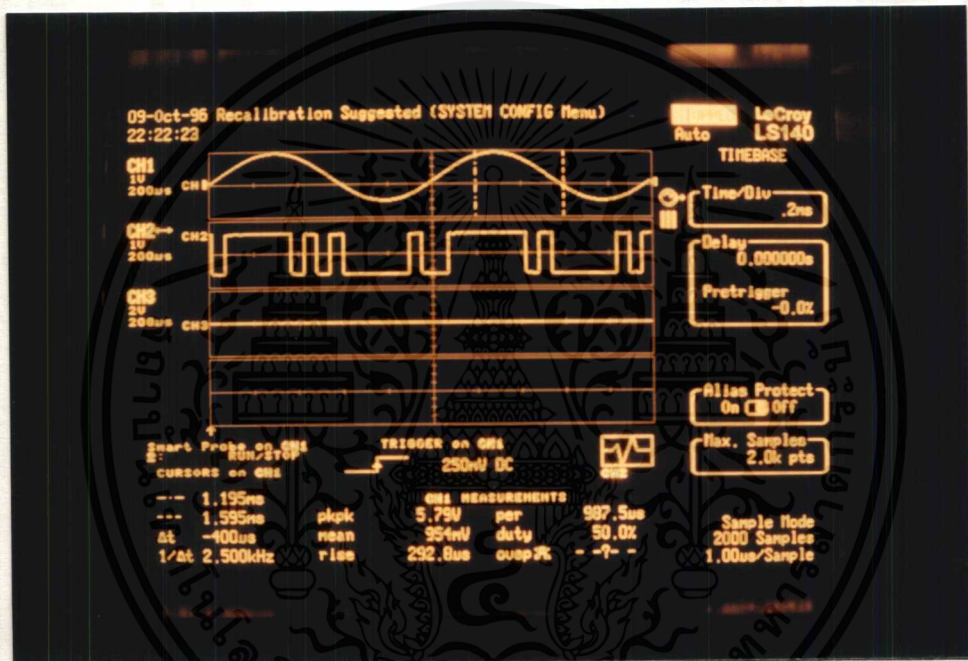 09-Oct-96 Recalibration Suggested (SYSTEM CONFIG Menu)
22:22:23
Auto
LeCroy
LS140
TIMEBASE
CH1
1V
200us
Time/Div
.2ms
CH2
1V
200us
CH2
Delay
0.000000s
Pretrigger
-0.0%
CH3
2V
200us
CH3
Alias Protect
On Off
Max. Samples
2.0k pts
Smart Probe on CH1
RUN/STOP
TRIGGER on CH1
250mV DC
CH2
CURSORS on CH1
1.195ms
1.595ms
Δt -400us
1/Δt 2.500kHz
CH1 MEASUREMENTS
pkpk 5.79V per 987.5us
mean 954mV duty 50.0%
rise 292.8us - -?- -
Sample Mode
2000 Samples
1.00us/Sample